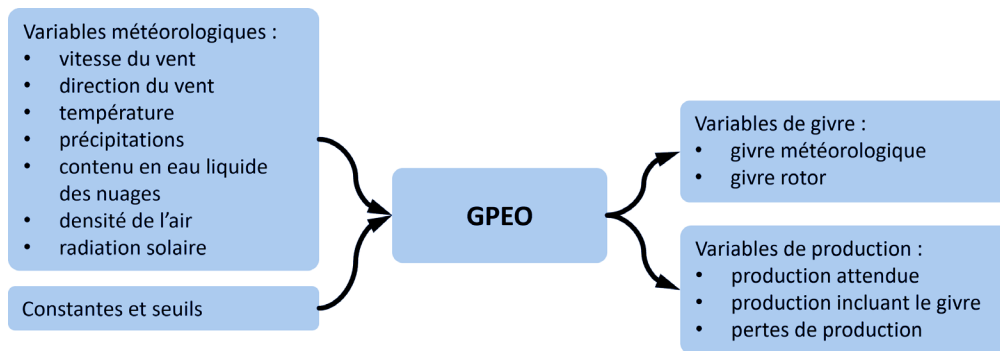 Variables météorologiques :
• vitesse du vent
• direction du vent
• température
• précipitations
• contenu en eau liquide
des nuages
• densité de l'air
• radiation solaire
Constantes et seuils
GPEO
Variables de givre :
• givre météorologique
• givre rotor
Variables de production :
• production attendue
• production incluant le givre
• pertes de production